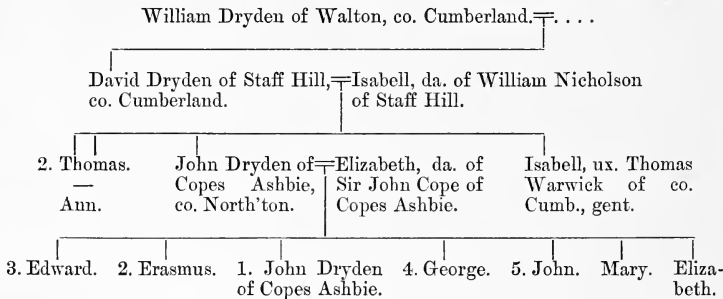 William Dryden of Walton, co. Cumberland.=. . . .
David Dryden of Staff Hill,=Isabell, da. of William Nicholson
co. Cumberland. of Staff Hill.
2. Thomas. John Dryden of=Elizabeth, da. of Isabell, ux. Thomas
— Copes Ashbie, Sir John Cope of Warwick of co.
Ann. co. North'ton. Copes Ashbie. Cumb., gent.
3. Edward. 2. Erasmus. 1. John Dryden 4. George. 5. John. Mary. Eliza-
of Copes Ashbie. beth.